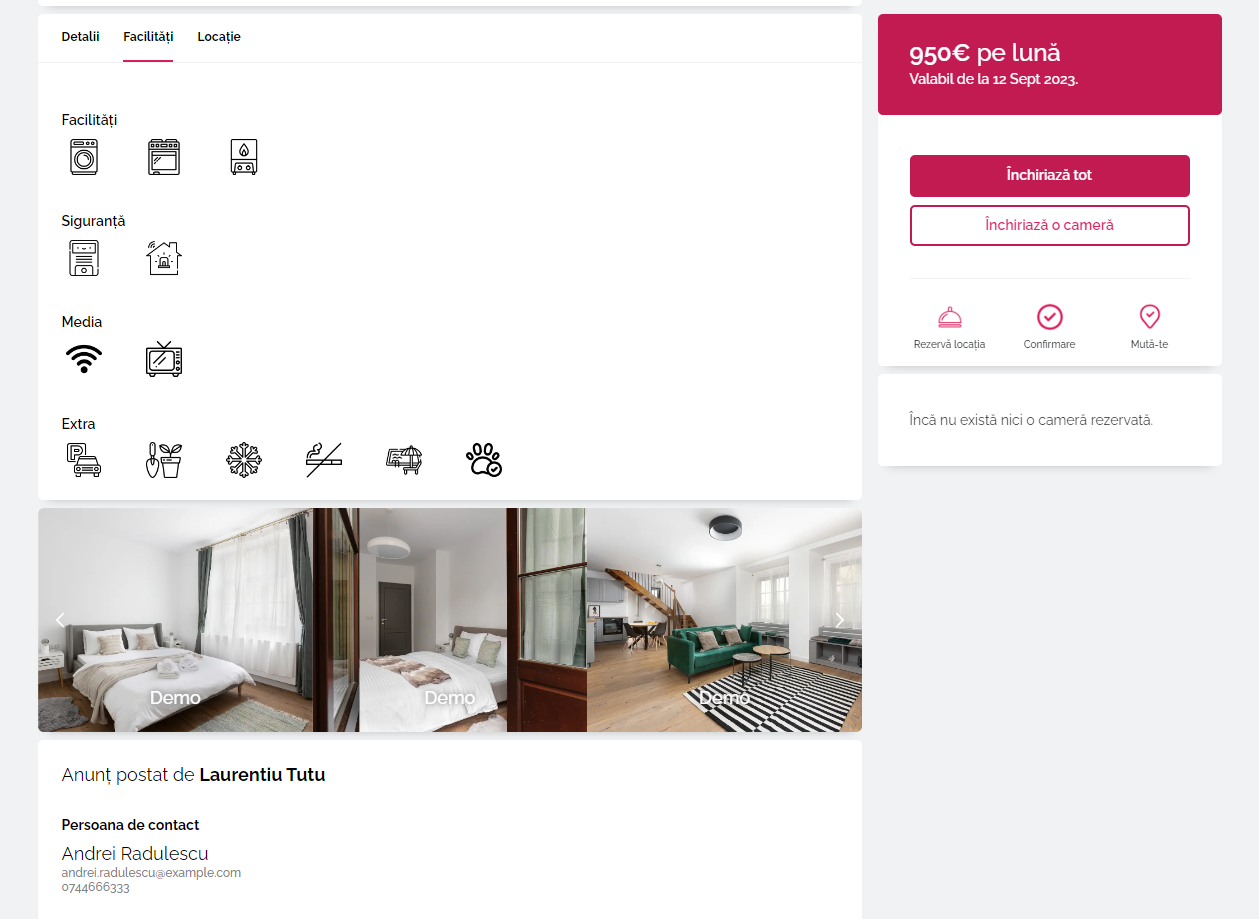 Detalii
Facilități
Locație
Facilități
Siguranță
Media
Extra
P
Demo
Demo
Demo
Anunț postat de Laurentiu Tutu
Persoana de contact
Andrei Radulescu
andrei.radulescu@example.com
0744666333
950€ pe lună
Valabil de la 12 Sept 2023.
Închiriază tot
Închiriază o cameră
Rezervă locația
Confirmare
Mută-te
Încă nu există nici o cameră rezervată.